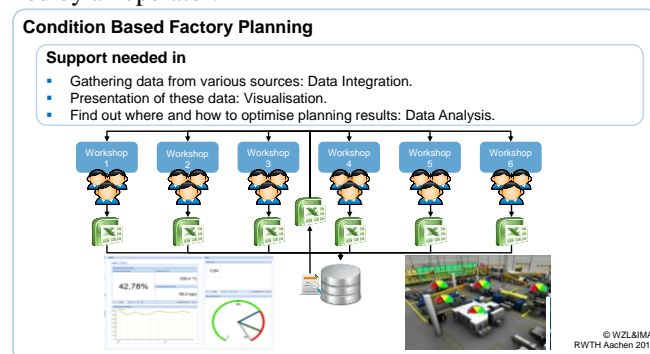 Condition Based Factory Planning
Support needed in
▪ Gathering data from various sources: Data Integration.
▪ Presentation of these data: Visualisation.
▪ Find out where and how to optimise planning results: Data Analysis.
Workshop
1
Workshop
2
Workshop
3
Workshop
4
Workshop
5
Workshop
6
42,78%
© WZL&IMA
RWTH Aachen 201